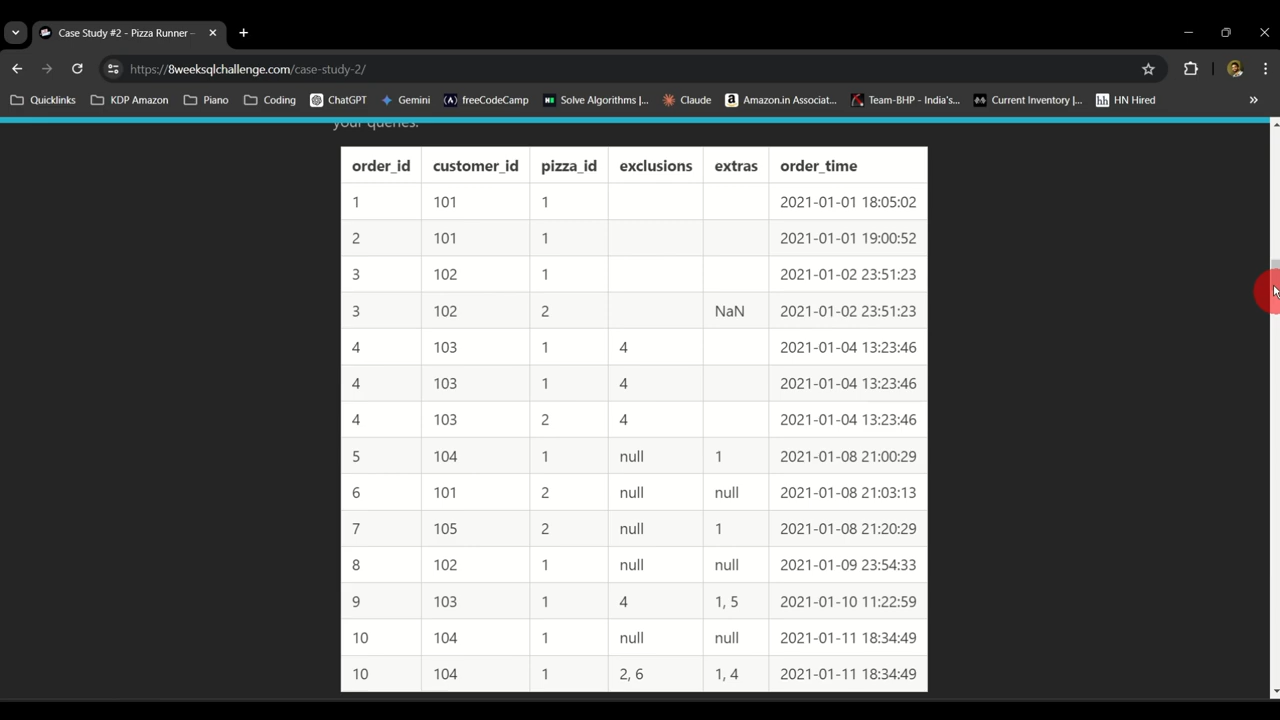 Case Study #2 - Pizza Runner -
https://8weeksqlchallenge.com/case-study-2/
Quicklinks KDP Amazon Piano Coding ChatGPT Gemini freeCodeCamp Solve Algorithms |... Claude Amazon.in Associat... Team-BHP - India's... Current Inventory |... HN Hired
your queries.
order_id customer_id pizza_id exclusions extras order_time
1 101 1 2021-01-01 18:05:02
2 101 1 2021-01-01 19:00:52
3 102 1 2021-01-02 23:51:23
3 102 2 NaN 2021-01-02 23:51:23
4 103 1 4 2021-01-04 13:23:46
4 103 1 4 2021-01-04 13:23:46
4 103 2 4 2021-01-04 13:23:46
5 104 1 null 1 2021-01-08 21:00:29
6 101 2 null null 2021-01-08 21:03:13
7 105 2 null 1 2021-01-08 21:20:29
8 102 1 null null 2021-01-09 23:54:33
9 103 1 4 1, 5 2021-01-10 11:22:59
10 104 1 null null 2021-01-11 18:34:49
10 104 1 2, 6 1, 4 2021-01-11 18:34:49